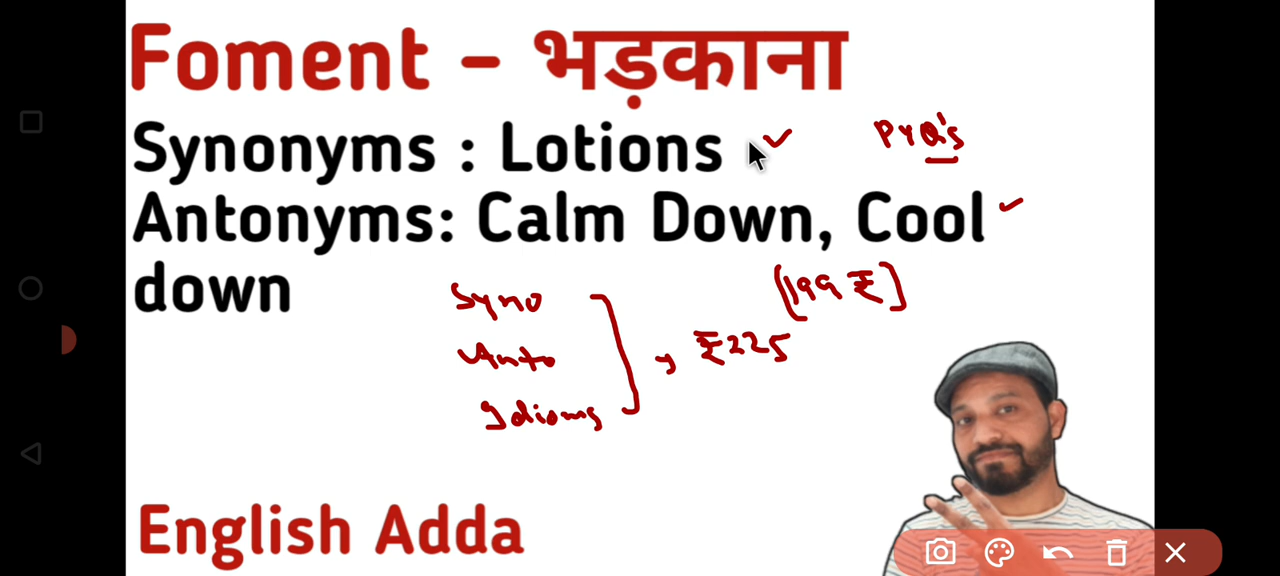 Foment - भड़काना
Synonyms : Lotions
PYQ's
Antonyms: Calm Down, Cool
down
[199 ₹]
Syno
Anto
₹225
Idioms
English Adda